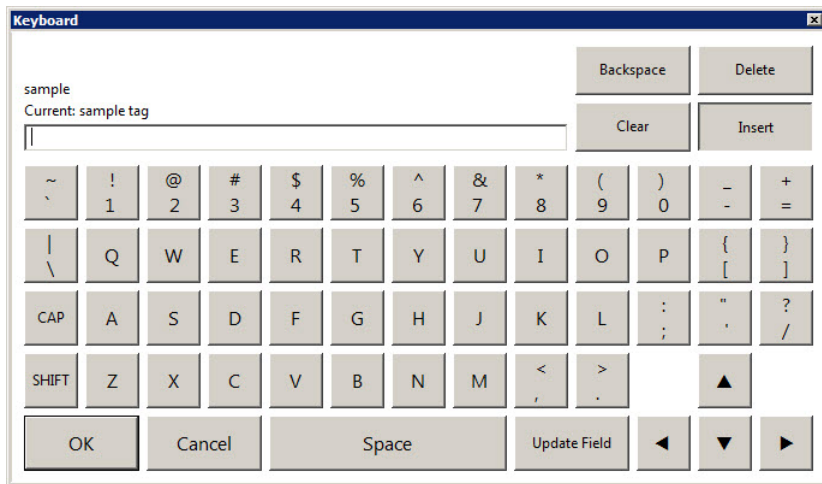 Keyboard
Backspace Delete
sample
Current: sample tag
Clear Insert
~ ! @ # $ % ^ & * ( ) _ +
` 1 2 3 4 5 6 7 8 9 0 - =
| { }
\ Q W E R T Y U I O P [ ]
CAP A S D F G H J K L : ; " ' ? /
SHIFT Z X C V B N M < , > . ▲
OK Cancel Space Update Field ◀ ▼ ▶